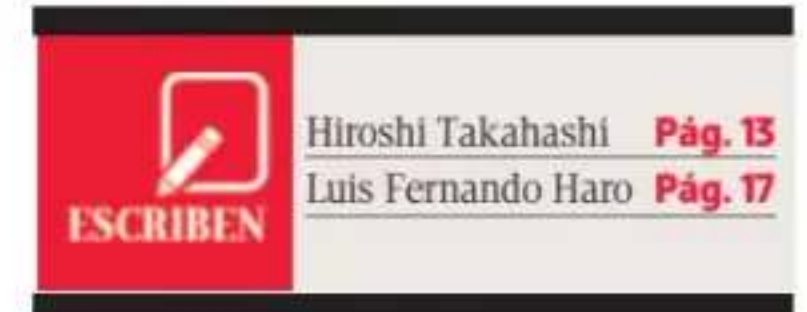 ESCRIBEN
Hiroshi Takahashi Pág. 13
Luis Fernando Haro Pág. 17